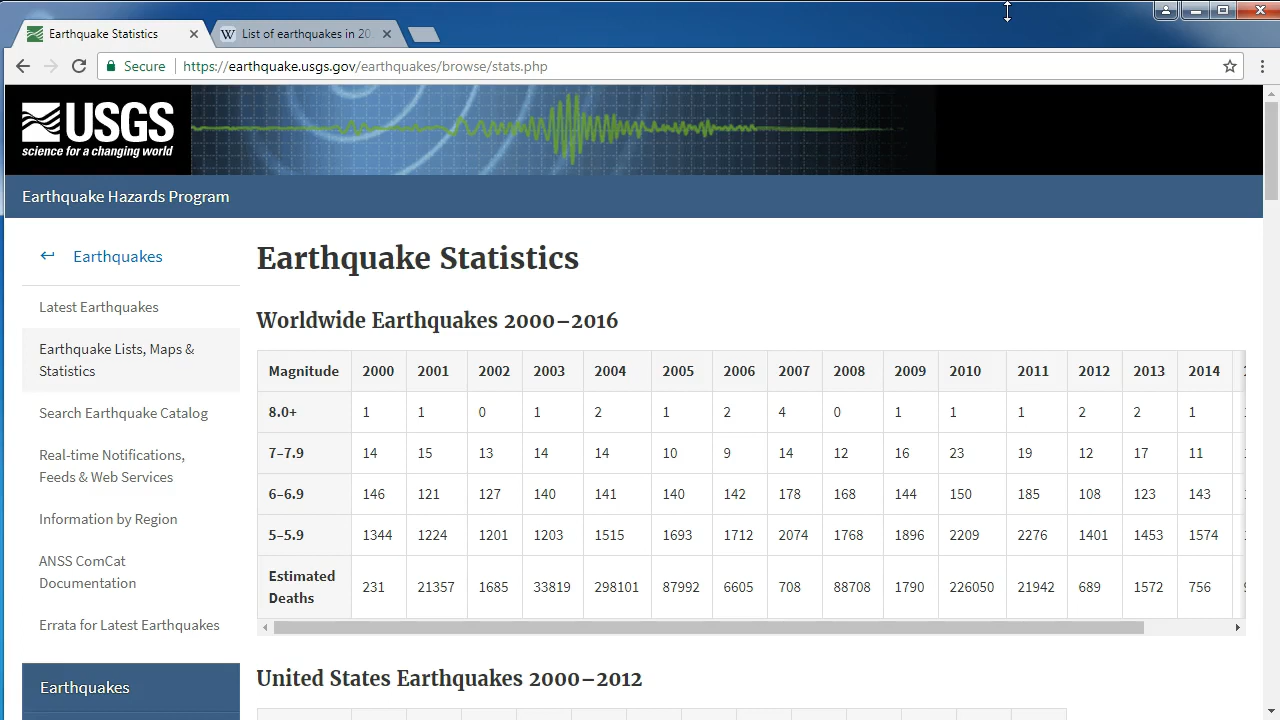 Earthquake Statistics
List of earthquakes in 20
Secure
https://earthquake.usgs.gov/earthquakes/browse/stats.php
USGS
science for a changing world
Earthquake Hazards Program
Earthquakes
Latest Earthquakes
Earthquake Lists, Maps &
Statistics
Search Earthquake Catalog
Real-time Notifications,
Feeds & Web Services
Information by Region
ANSS ComCat
Documentation
Errata for Latest Earthquakes
Earthquakes
Earthquake Statistics
Worldwide Earthquakes 2000–2016
Magnitude 2000 2001 2002 2003 2004 2005 2006 2007 2008 2009 2010 2011 2012 2013 2014
8.0+ 1 1 0 1 2 1 2 4 0 1 1 1 2 2 1
7–7.9 14 15 13 14 14 10 9 14 12 16 23 19 12 17 11
6–6.9 146 121 127 140 141 140 142 178 168 144 150 185 108 123 143
5–5.9 1344 1224 1201 1203 1515 1693 1712 2074 1768 1896 2209 2276 1401 1453 1574
Estimated
Deaths 231 21357 1685 33819 298101 87992 6605 708 88708 1790 226050 21942 689 1572 756
United States Earthquakes 2000–2012